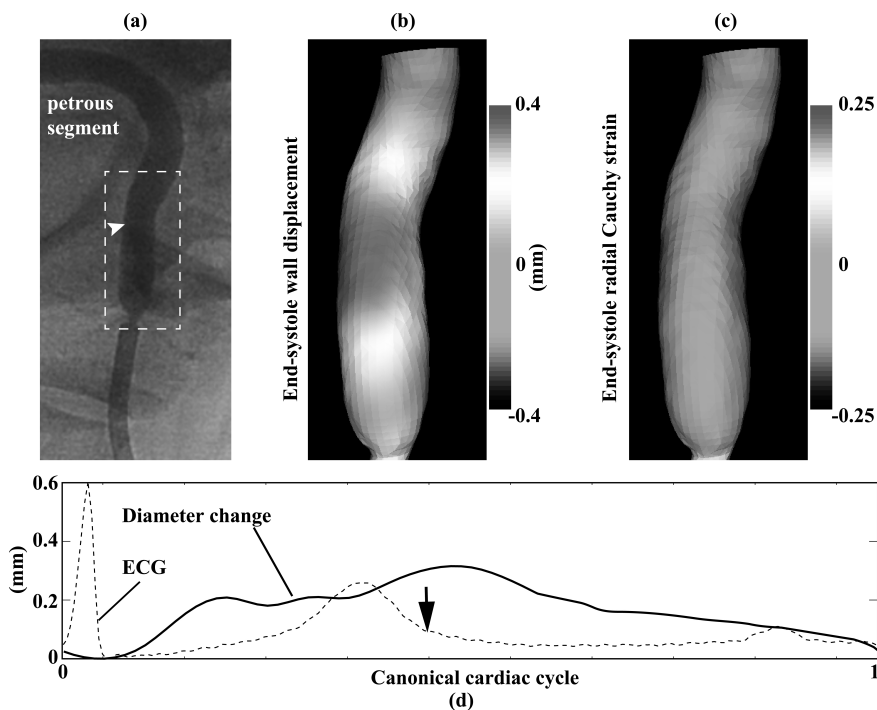 (a)
(b)
(c)
petrous
segment
End-systole wall displacement
0.4
0
(mm)
-0.4
End-systole radial Cauchy strain
0.25
0
-0.25
0.6
0.4
(mm)
0.2
0
Diameter change
ECG
0
Canonical cardiac cycle
1
(d)